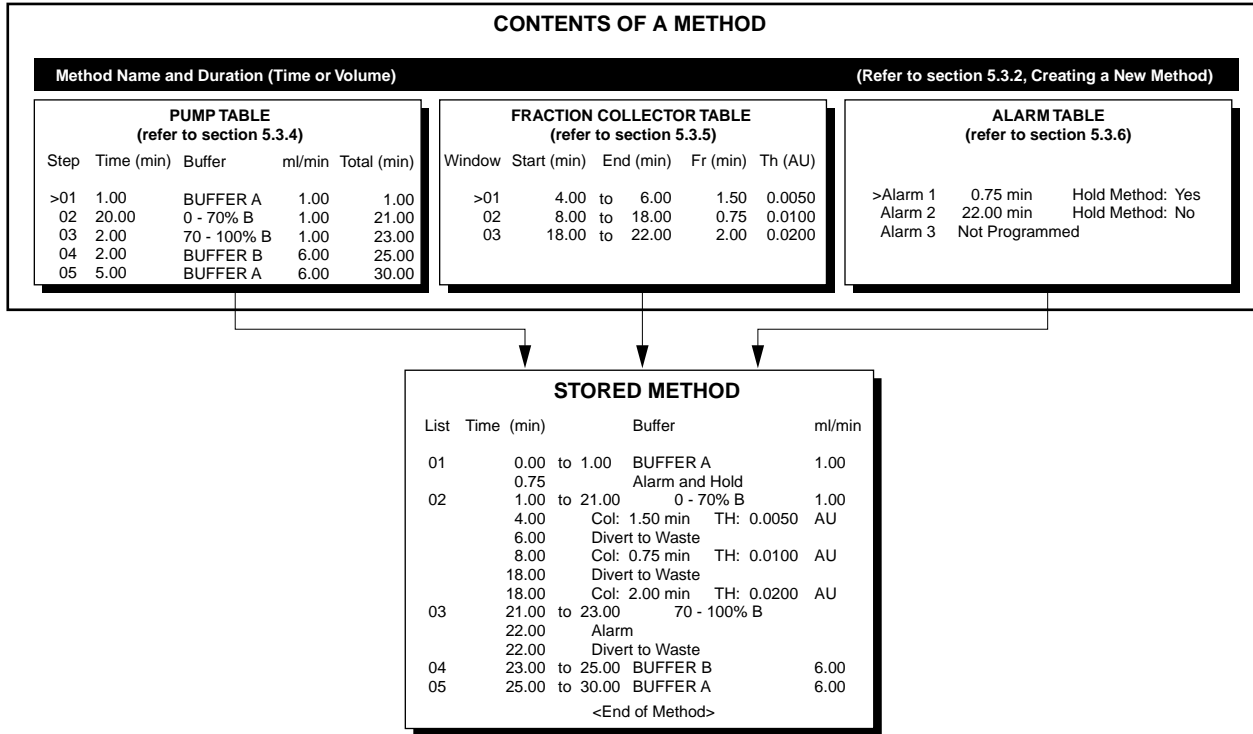 CONTENTS OF A METHOD
Method Name and Duration (Time or Volume) (Refer to section 5.3.2, Creating a New Method)
PUMP TABLE
(refer to section 5.3.4)
Step Time (min) Buffer ml/min Total (min)
>01 1.00 BUFFER A 1.00 1.00
02 20.00 0 - 70% B 1.00 21.00
03 2.00 70 - 100% B 1.00 23.00
04 2.00 BUFFER B 6.00 25.00
05 5.00 BUFFER A 6.00 30.00
FRACTION COLLECTOR TABLE
(refer to section 5.3.5)
Window Start (min) End (min) Fr (min) Th (AU)
>01 4.00 to 6.00 1.50 0.0050
02 8.00 to 18.00 0.75 0.0100
03 18.00 to 22.00 2.00 0.0200
ALARM TABLE
(refer to section 5.3.6)
>Alarm 1 0.75 min Hold Method: Yes
Alarm 2 22.00 min Hold Method: No
Alarm 3 Not Programmed
STORED METHOD
List Time (min) Buffer ml/min
01 0.00 to 1.00 BUFFER A 1.00
0.75 Alarm and Hold
02 1.00 to 21.00 0 - 70% B 1.00
4.00 Col: 1.50 min TH: 0.0050 AU
6.00 Divert to Waste
8.00 Col: 0.75 min TH: 0.0100 AU
18.00 Divert to Waste
18.00 Col: 2.00 min TH: 0.0200 AU
03 21.00 to 23.00 70 - 100% B
22.00 Alarm
22.00 Divert to Waste
04 23.00 to 25.00 BUFFER B 6.00
05 25.00 to 30.00 BUFFER A 6.00
<End of Method>